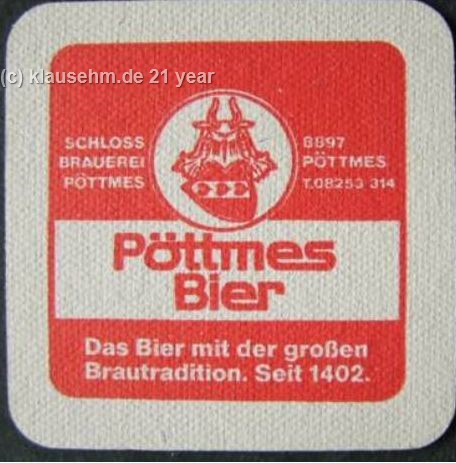 (c) klausehm.de 21 year
SCHLOSS
BRAUEREI
PÖTTMES
8897
PÖTTMES
T.08253 314
Pöttmes
Bier
Das Bier mit der großen
Brautradition. Seit 1402.